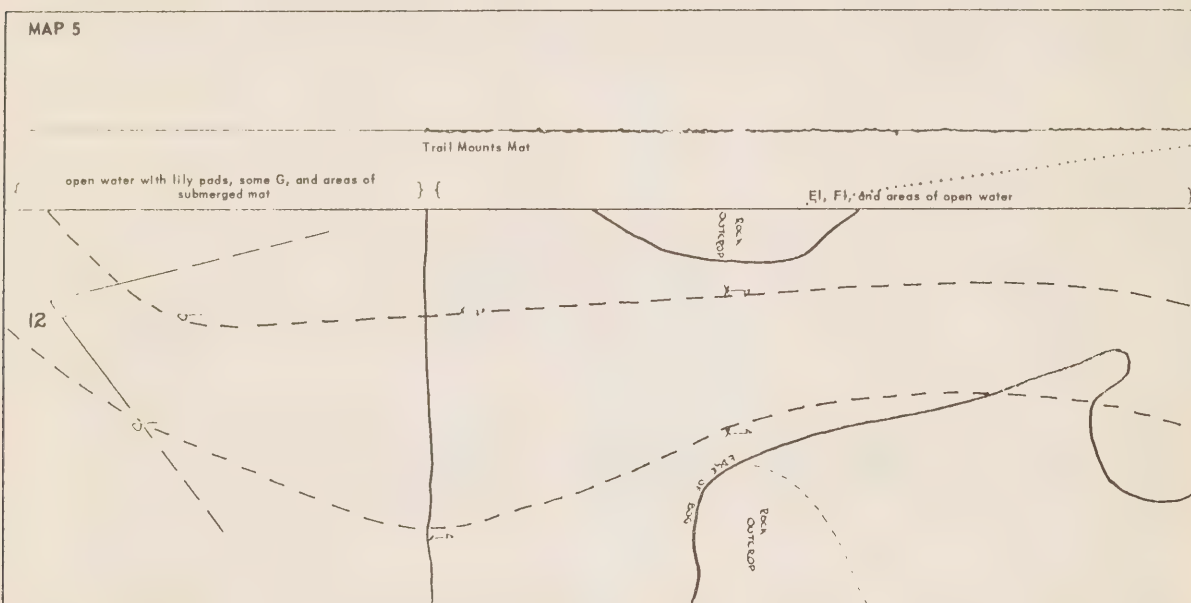 MAP 5
Trail Mounts Mat
open water with lily pads, some G, and areas of
submerged mat
El, Fl, and areas of open water
ROCK
OUTCROP
12
EDGE OF BOG
ROCK
OUTCROP